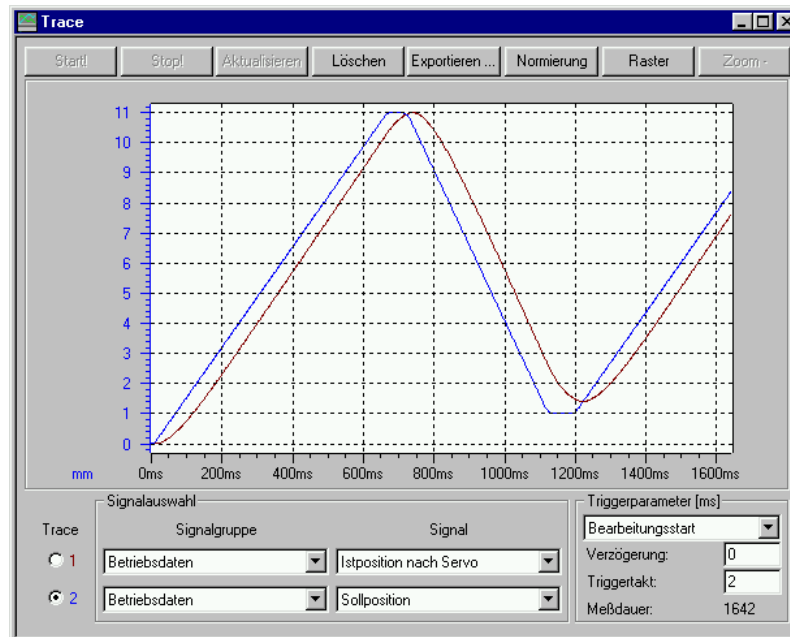 Trace
Start! Stop! Aktualisieren Löschen Exportieren ... Normierung Raster Zoom -
11
10
9
8
7
6
5
4
3
2
1
0
mm 0ms 200ms 400ms 600ms 800ms 1000ms 1200ms 1400ms 1600ms
Signalauswahl
Trace Signalgruppe Signal
1 Betriebsdaten Istposition nach Servo
2 Betriebsdaten Sollposition
Triggerparameter [ms]
Bearbeitungsstart
Verzögerung: 0
Triggertakt: 2
Meßdauer: 1642